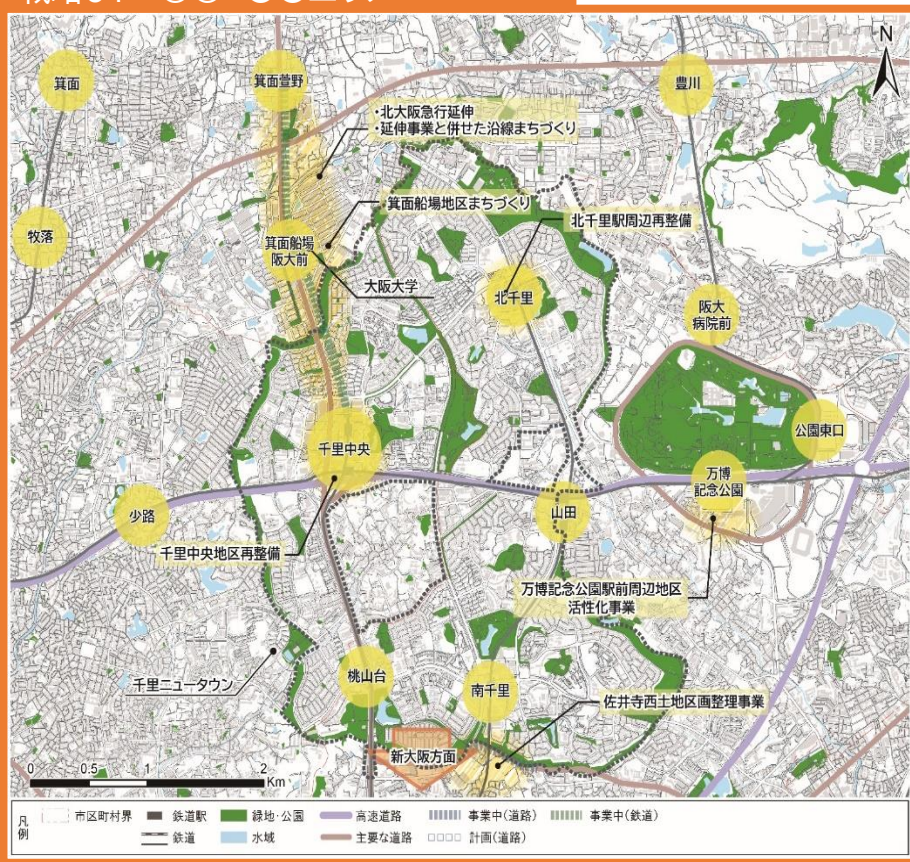 N
箕面
箕面萱野
豊川
・北大阪急行延伸
・延伸事業と併せた沿線まちづくり
箕面船場地区まちづくり
北千里駅周辺再整備
牧落
箕面船場
阪大前
大阪大学
北千里
阪大
病院前
千里中央
公園東口
万博
記念公園
少路
山田
千里中央地区再整備
万博記念公園駅前周辺地区
活性化事業
千里ニュータウン
桃山台
南千里
佐井寺西土地区画整理事業
新大阪方面
0 0.5 1 2
Km
凡例
市区町村界 鉄道駅 緑地・公園 高速道路 事業中(道路) 事業中(鉄道)
鉄道 水域 主要な道路 計画(道路)